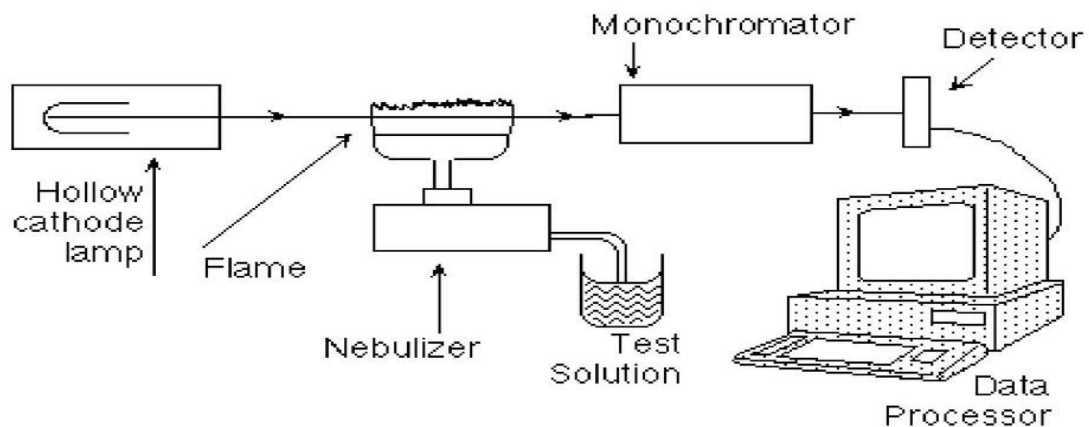 Monochromator
Detector
Hollow
cathode
lamp
Flame
Nebulizer
Test
Solution
Data
Processor